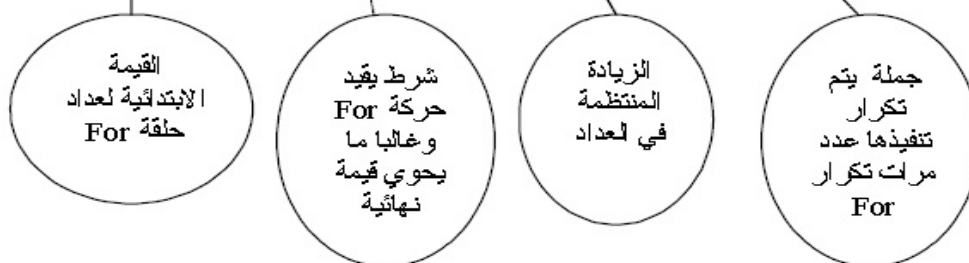 القيمة
الابتدائية لعداد
حلقة For
شرط يقيد
حركة For
وغالبا ما
يحوي قيمة
نهائية
الزيادة
المنتظمة
في العداد
جملة يتم
تكرار
تنفيذها عدد
مرات تكرار
For